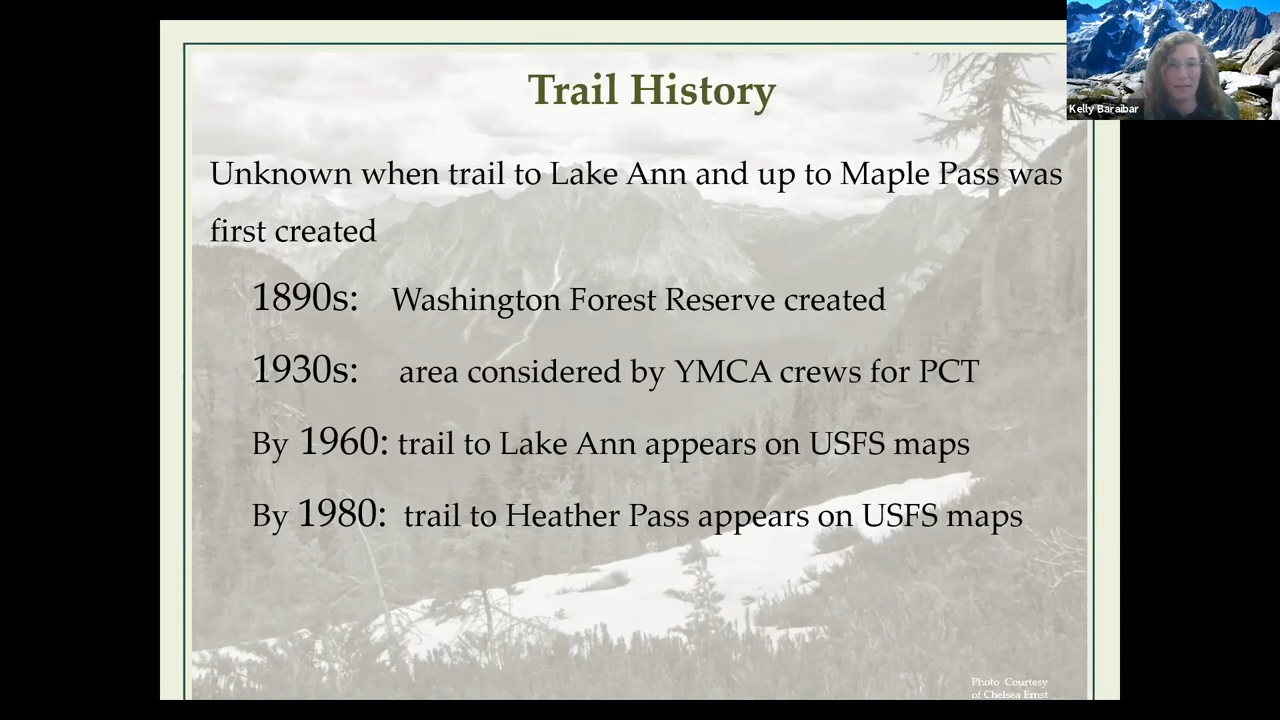 Trail History
Kelly Baraibar
Unknown when trail to Lake Ann and up to Maple Pass was
first created
1890s: Washington Forest Reserve created
1930s: area considered by YMCA crews for PCT
By 1960: trail to Lake Ann appears on USFS maps
By 1980: trail to Heather Pass appears on USFS maps
Photo Courtesy
of Chelsea Ernst